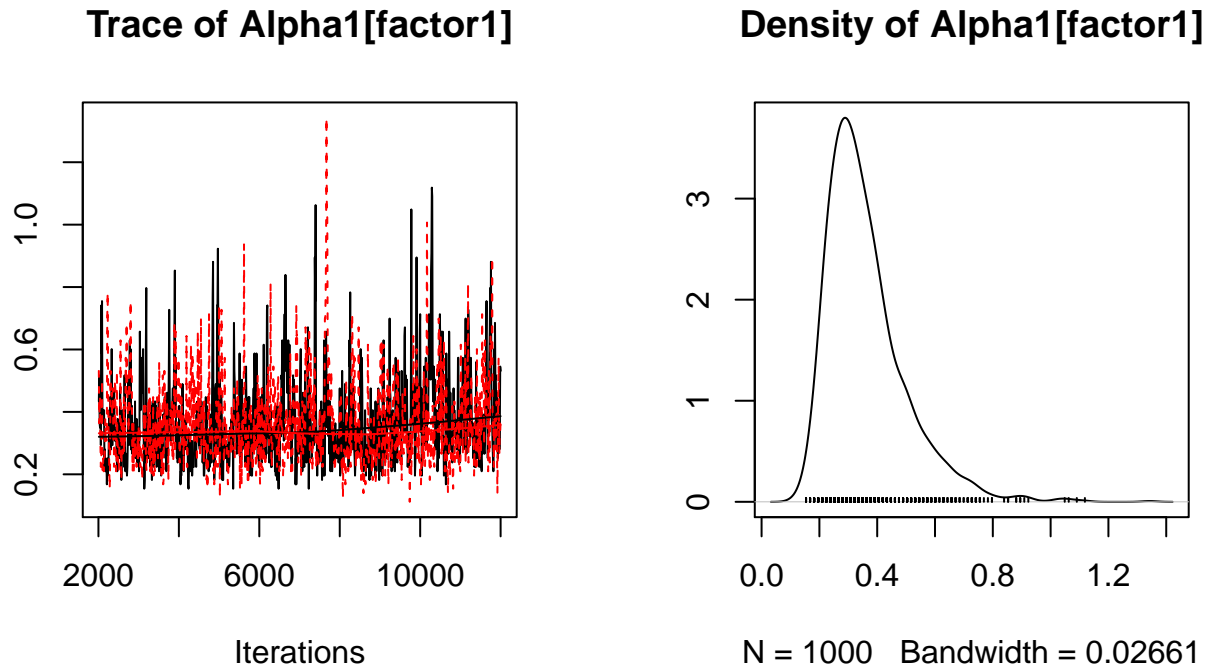 Trace of Alpha1[factor1]
1.0
0.6
0.2
2000 6000 10000
Iterations
Density of Alpha1[factor1]
3
2
1
0
0.0 0.4 0.8 1.2
N = 1000 Bandwidth = 0.02661